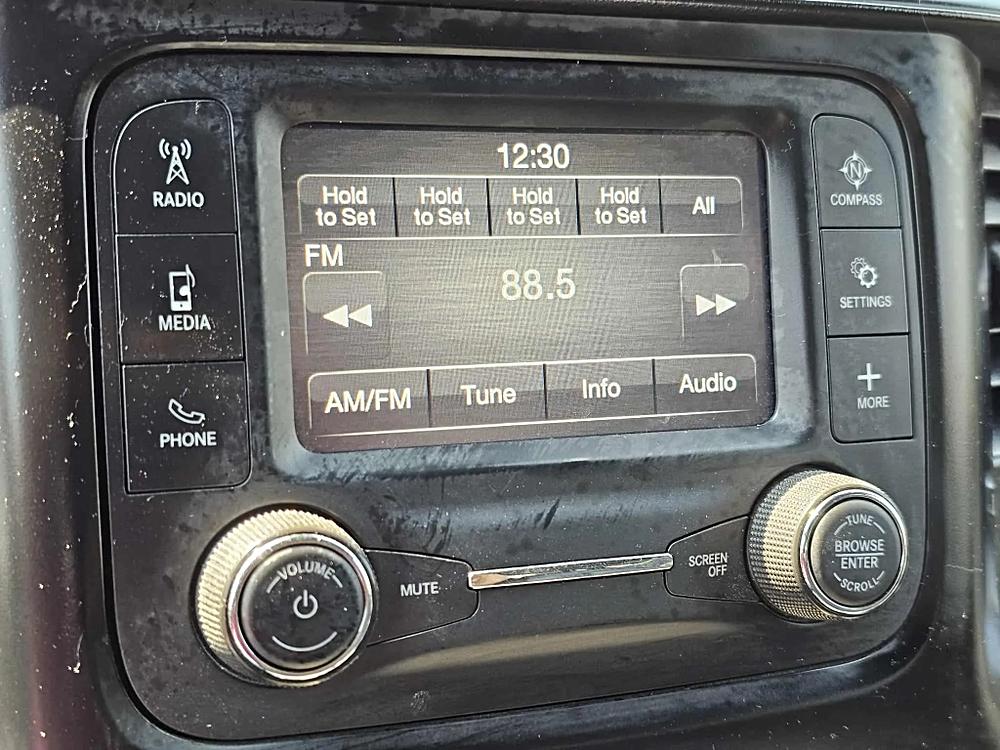 12:30
Hold to Set
Hold to Set
Hold to Set
Hold to Set
All
FM
88.5
AM/FM
Tune
Info
Audio
RADIO
MEDIA
PHONE
N
COMPASS
SETTINGS
MORE
VOLUME
MUTE
SCREEN
OFF
TUNE
BROWSE
ENTER
SCROLL